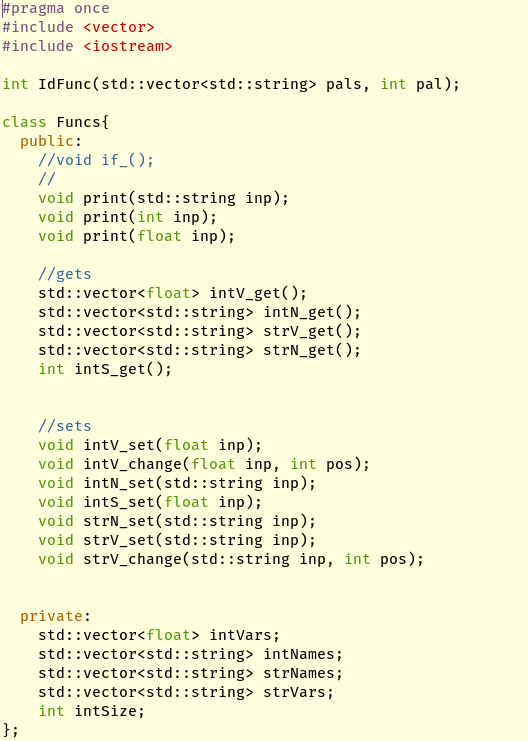 #pragma once
#include <vector>
#include <iostream>

int IdFunc(std::vector<std::string> pals, int pal);

class Funcs{
  public:
    //void if_();
    //
    void print(std::string inp);
    void print(int inp);
    void print(float inp);

    //gets
    std::vector<float> intV_get();
    std::vector<std::string> intN_get();
    std::vector<std::string> strV_get();
    std::vector<std::string> strN_get();
    int intS_get();


    //sets
    void intV_set(float inp);
    void intV_change(float inp, int pos);
    void intN_set(std::string inp);
    void intS_set(float inp);
    void strN_set(std::string inp);
    void strV_set(std::string inp);
    void strV_change(std::string inp, int pos);


  private:
    std::vector<float> intVars;
    std::vector<std::string> intNames;
    std::vector<std::string> strNames;
    std::vector<std::string> strVars;
    int intSize;
};